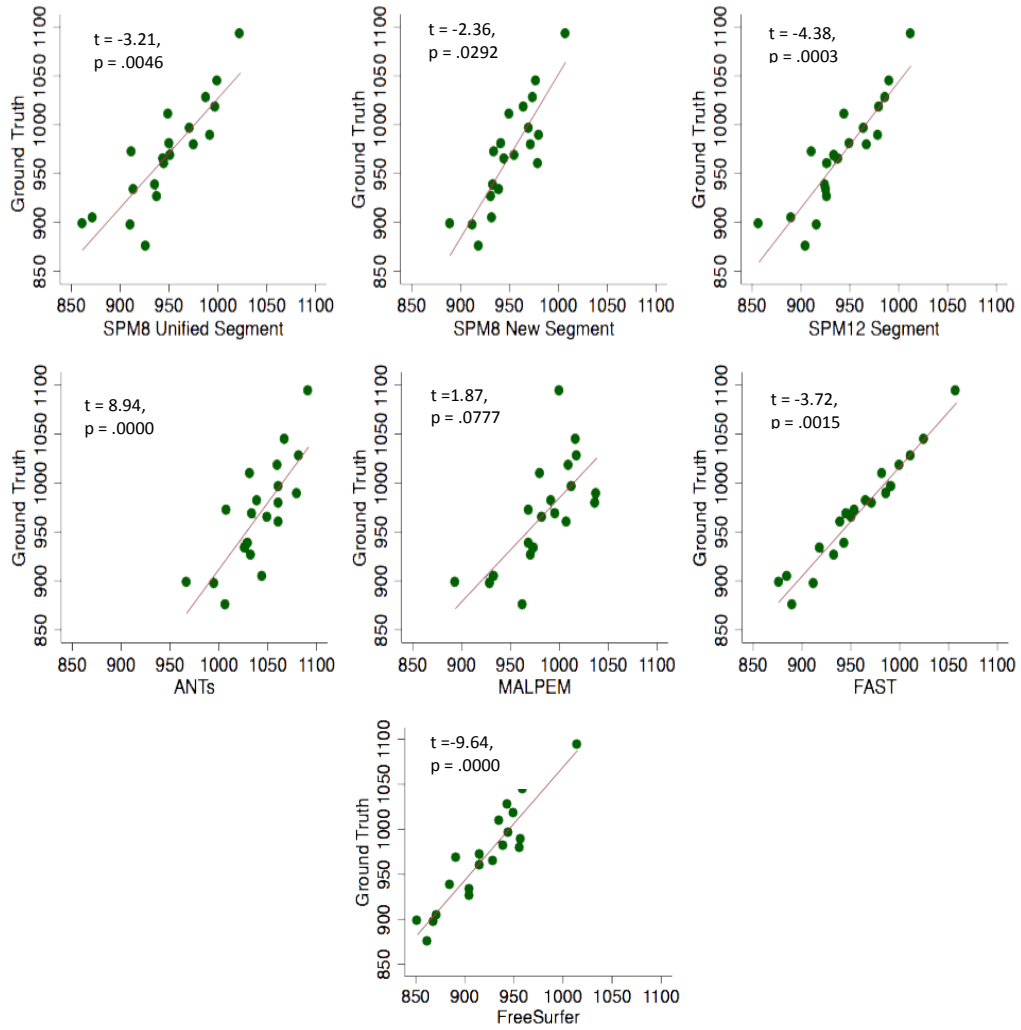 t = -3.21,
p = .0046
Ground Truth
850 900 950 1000 1050 1100
850 900 950 1000 1050 1100
SPM8 Unified Segment
t = -2.36,
p = .0292
Ground Truth
850 900 950 1000 1050 1100
850 900 950 1000 1050 1100
SPM8 New Segment
t = -4.38,
p = .0003
Ground Truth
850 900 950 1000 1050 1100
850 900 950 1000 1050 1100
SPM12 Segment
t = 8.94,
p = .0000
Ground Truth
850 900 950 1000 1050 1100
850 900 950 1000 1050 1100
ANTs
t =1.87,
p = .0777
Ground Truth
850 900 950 1000 1050 1100
850 900 950 1000 1050 1100
MALPEM
t = -3.72,
p = .0015
Ground Truth
850 900 950 1000 1050 1100
850 900 950 1000 1050 1100
FAST
t =-9.64,
p = .0000
Ground Truth
850 900 950 1000 1050 1100
850 900 950 1000 1050 1100
FreeSurfer